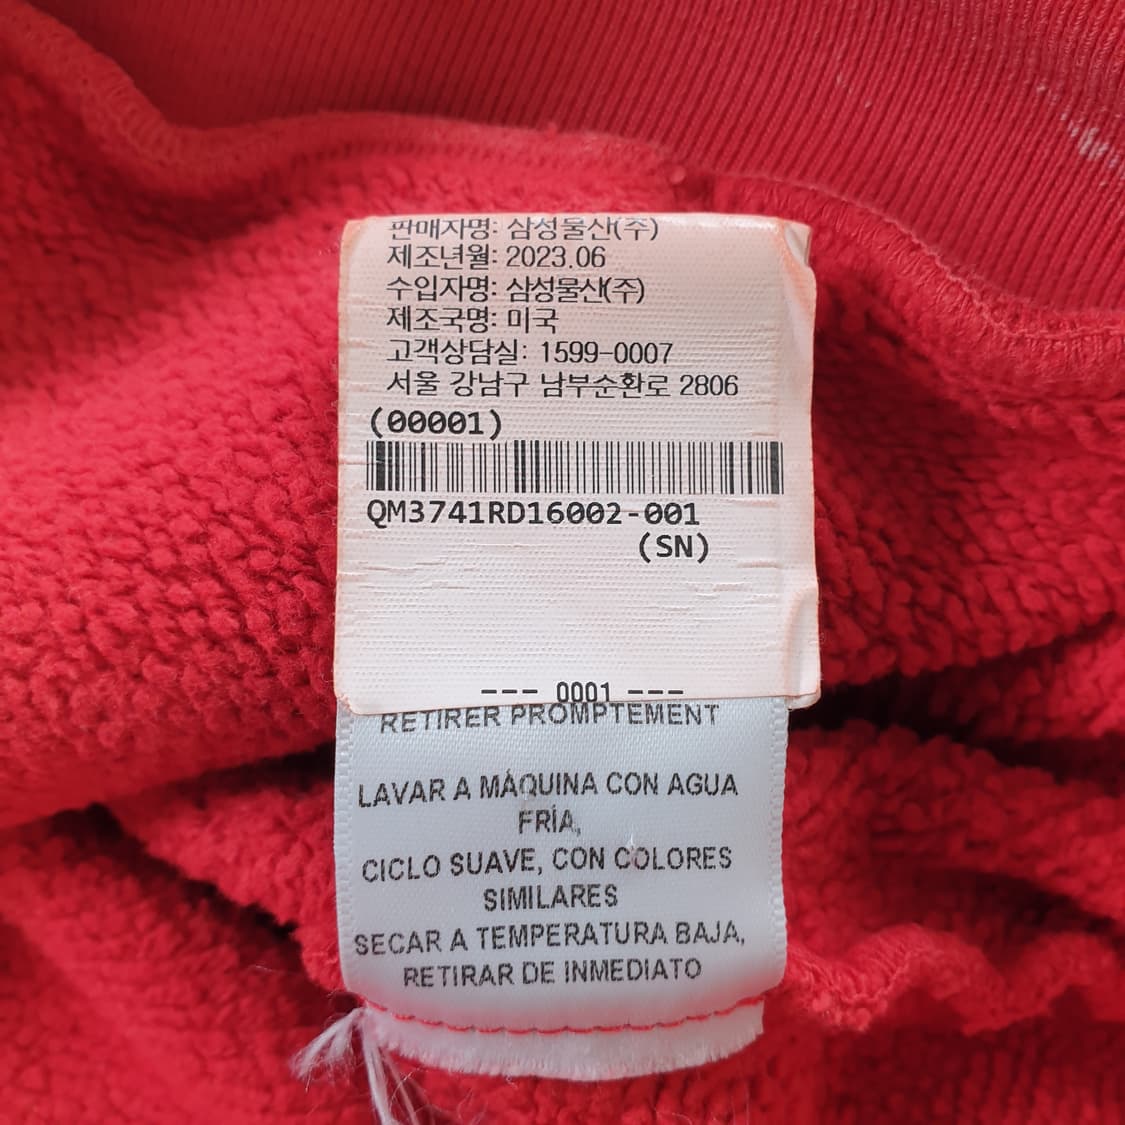 판매자명: 삼성물산(주)
제조년월: 2023.06
수입자명: 삼성물산(주)
제조국명: 미국
고객상담실: 1599-0007
서울 강남구 남부순환로 2806
(00001)
QM3741RD16002-001
(SN)
--- 0001 ---
RETIRER PROMPTEMENT
LAVAR A MÁQUINA CON AGUA
FRÍA,
CICLO SUAVE, CON COLORES
SIMILARES
SECAR A TEMPERATURA BAJA,
RETIRAR DE INMEDIATO